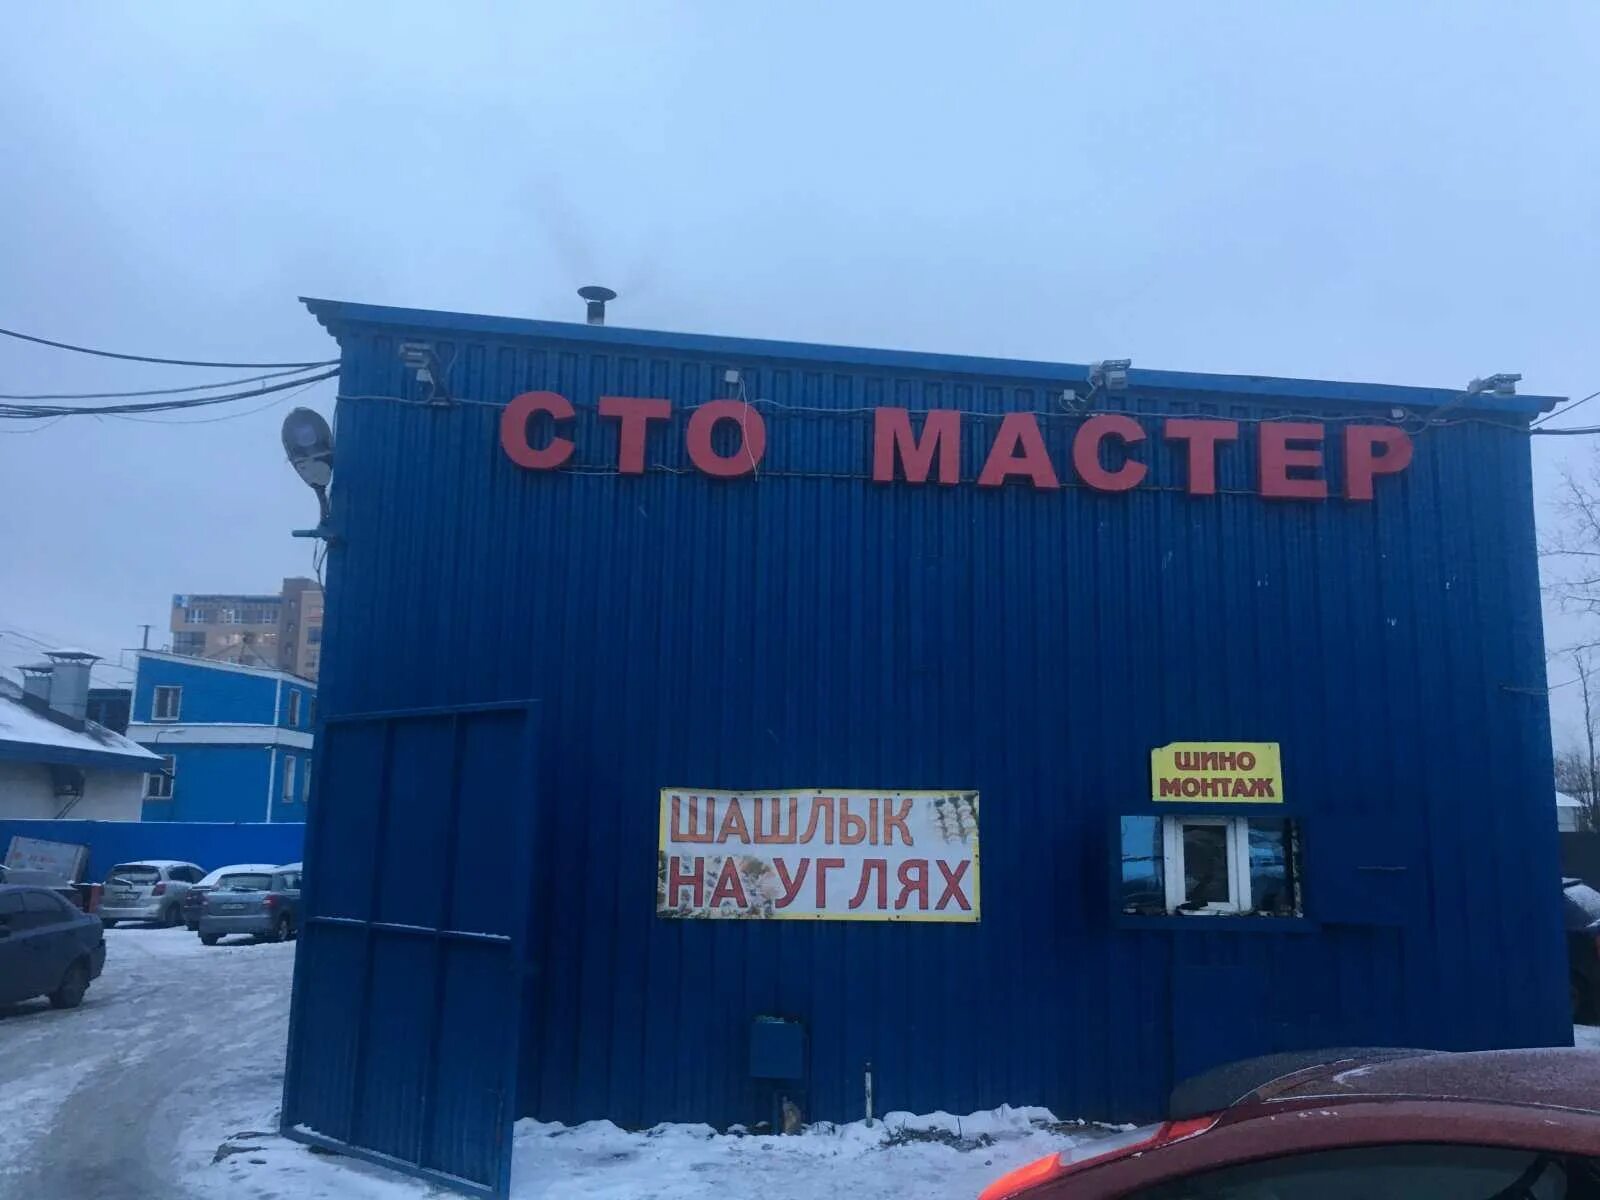 СТО МАСТЕР
ШИНО
МОНТАЖ
ШАШЛЫК
НА УГЛЯХ